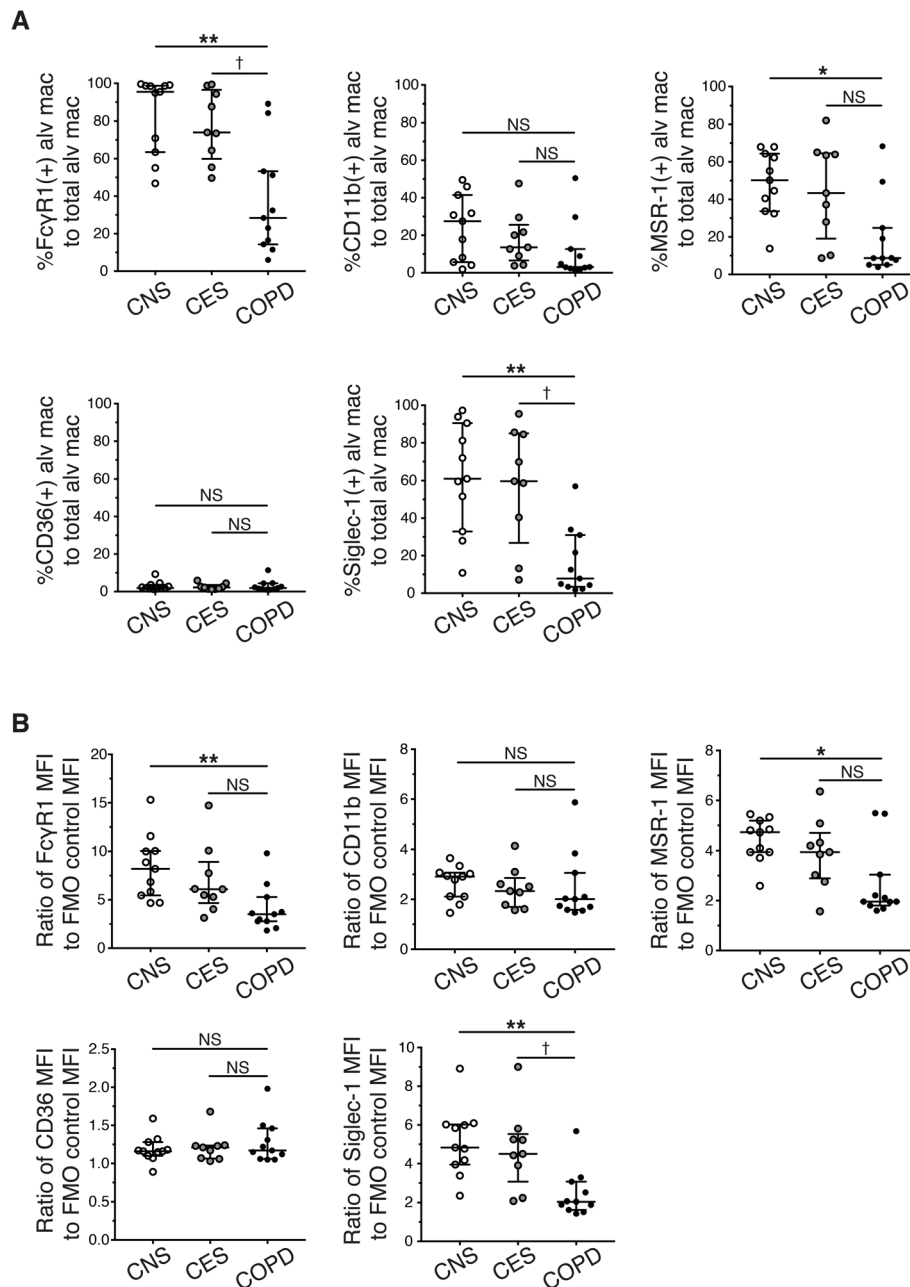 A
%FcγR1(+) alv mac
to total alv mac
100
80
60
40
20
0
**
†
CNS
CES
COPD
%CD11b(+) alv mac
to total alv mac
100
80
60
40
20
0
NS
NS
CNS
CES
COPD
%MSR-1(+) alv mac
to total alv mac
100
80
60
40
20
0
*
NS
CNS
CES
COPD
%CD36(+) alv mac
to total alv mac
100
80
60
40
20
0
NS
NS
CNS
CES
COPD
%Siglec-1(+) alv mac
to total alv mac
100
80
60
40
20
0
**
†
CNS
CES
COPD
B
Ratio of FcγR1 MFI
to FMO control MFI
20
15
10
5
0
**
NS
CNS
CES
COPD
Ratio of CD11b MFI
to FMO control MFI
8
6
4
2
0
NS
NS
CNS
CES
COPD
Ratio of MSR-1 MFI
to FMO control MFI
8
6
4
2
0
*
NS
CNS
CES
COPD
Ratio of CD36 MFI
to FMO control MFI
2.5
2.0
1.5
1.0
0.5
0.0
NS
NS
CNS
CES
COPD
Ratio of Siglec-1 MFI
to FMO control MFI
10
8
6
4
2
0
**
†
CNS
CES
COPD